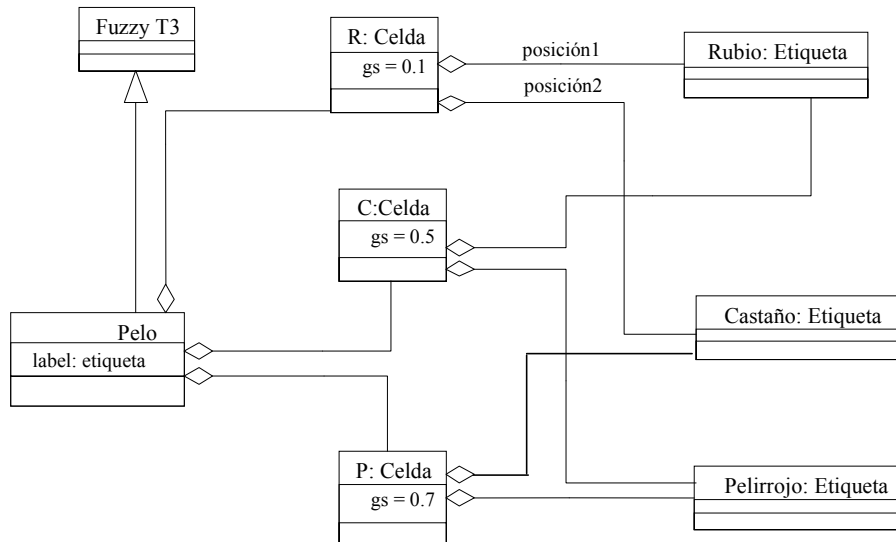 Fuzzy T3
R: Celda
gs = 0.1
posición1
posición2
Rubio: Etiqueta
C:Celda
gs = 0.5
Pelo
label: etiqueta
Castaño: Etiqueta
P: Celda
gs = 0.7
Pelirrojo: Etiqueta